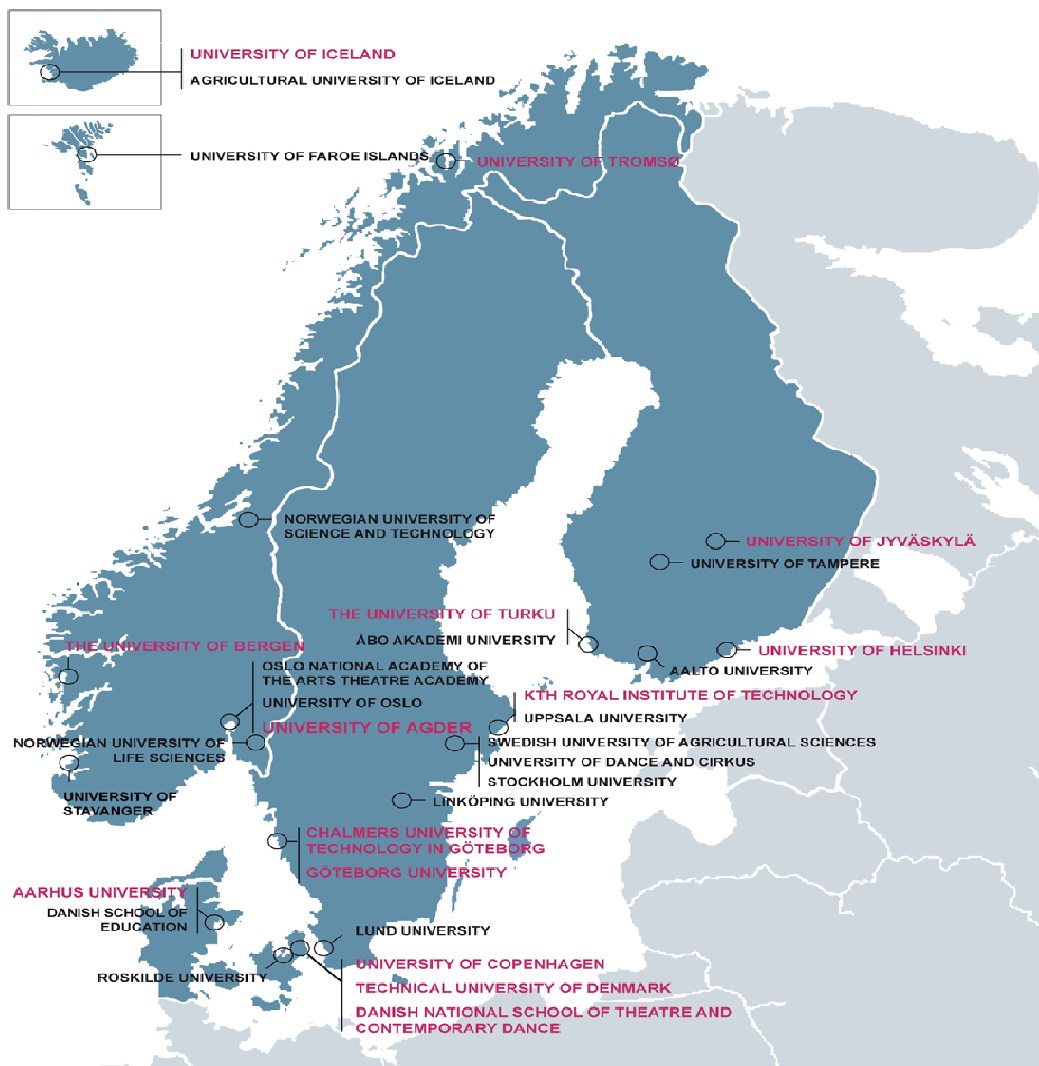 UNIVERSITY OF ICELAND
AGRICULTURAL UNIVERSITY OF ICELAND
UNIVERSITY OF FAROE ISLANDS
UNIVERSITY OF TROMSØ
NORWEGIAN UNIVERSITY OF
SCIENCE AND TECHNOLOGY
UNIVERSITY OF JYVÄSKYLÄ
UNIVERSITY OF TAMPERE
THE UNIVERSITY OF TURKU
ÅBO AKADEMI UNIVERSITY
THE UNIVERSITY OF BERGEN
UNIVERSITY OF HELSINKI
AALTO UNIVERSITY
OSLO NATIONAL ACADEMY OF
THE ARTS THEATRE ACADEMY
UNIVERSITY OF OSLO
UNIVERSITY OF AGDER
KTH ROYAL INSTITUTE OF TECHNOLOGY
UPPSALA UNIVERSITY
NORWEGIAN UNIVERSITY OF
LIFE SCIENCES
SWEDISH UNIVERSITY OF AGRICULTURAL SCIENCES
UNIVERSITY OF DANCE AND CIRKUS
STOCKHOLM UNIVERSITY
UNIVERSITY OF
STAVANGER
LINKÖPING UNIVERSITY
CHALMERS UNIVERSITY OF
TECHNOLOGY IN GÖTEBORG
GÖTEBORG UNIVERSITY
AARHUS UNIVERSITY
DANISH SCHOOL OF
EDUCATION
LUND UNIVERSITY
ROSKILDE UNIVERSITY
UNIVERSITY OF COPENHAGEN
TECHNICAL UNIVERSITY OF DENMARK
DANISH NATIONAL SCHOOL OF THEATRE AND
CONTEMPORARY DANCE